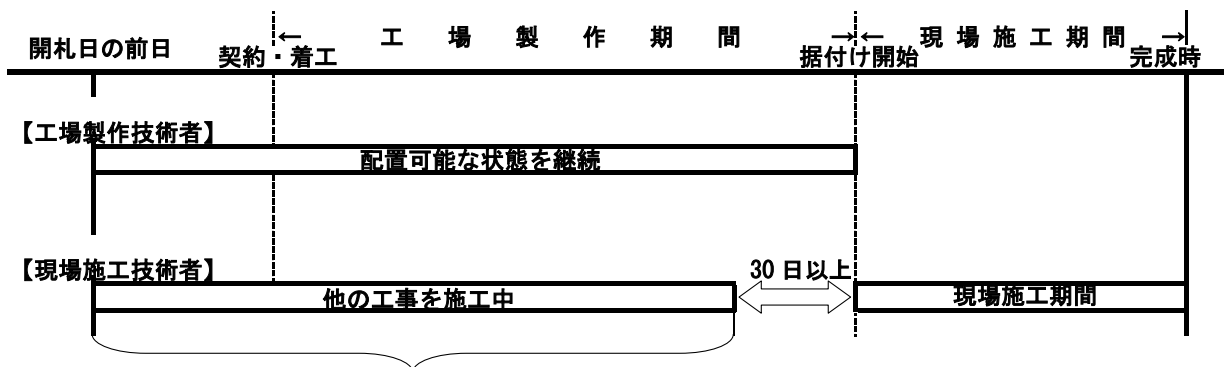 ←　工　場　製　作　期　間　→←　現　場　施　工　期　間　→
開札日の前日　契約・着工　据付け開始　完成時
【工場製作技術者】
配置可能な状態を継続
【現場施工技術者】
30日以上
他の工事を施工中　現場施工期間